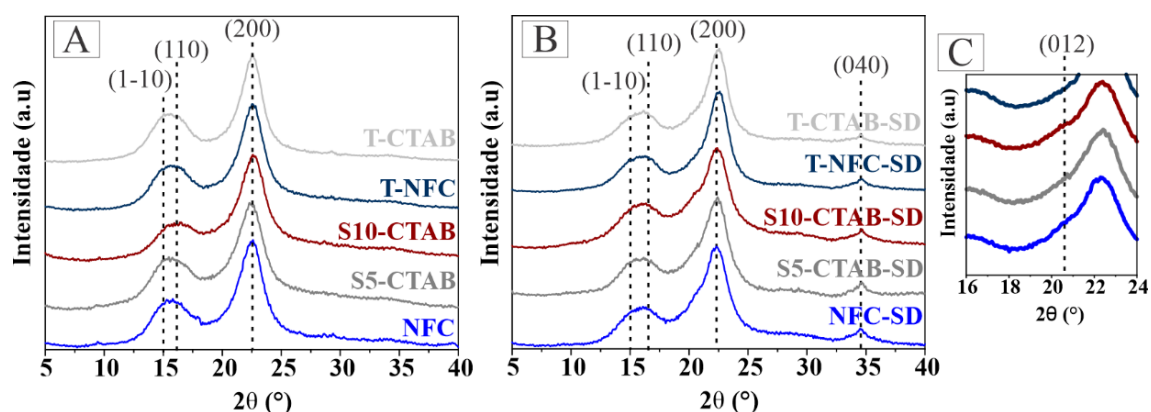 A
(1-10)
(110)
(200)
T-CTAB
T-NFC
S10-CTAB
S5-CTAB
NFC
Intensidade (a.u)
5 10 15 20 25 30 35 40
2θ (°)
B
(1-10)
(110)
(200)
(040)
T-CTAB-SD
T-NFC-SD
S10-CTAB-SD
S5-CTAB-SD
NFC-SD
Intensidade (a.u)
5 10 15 20 25 30 35 40
2θ (°)
C
(012)
Intensidade (a.u)
16 18 20 22 24
2θ (°)